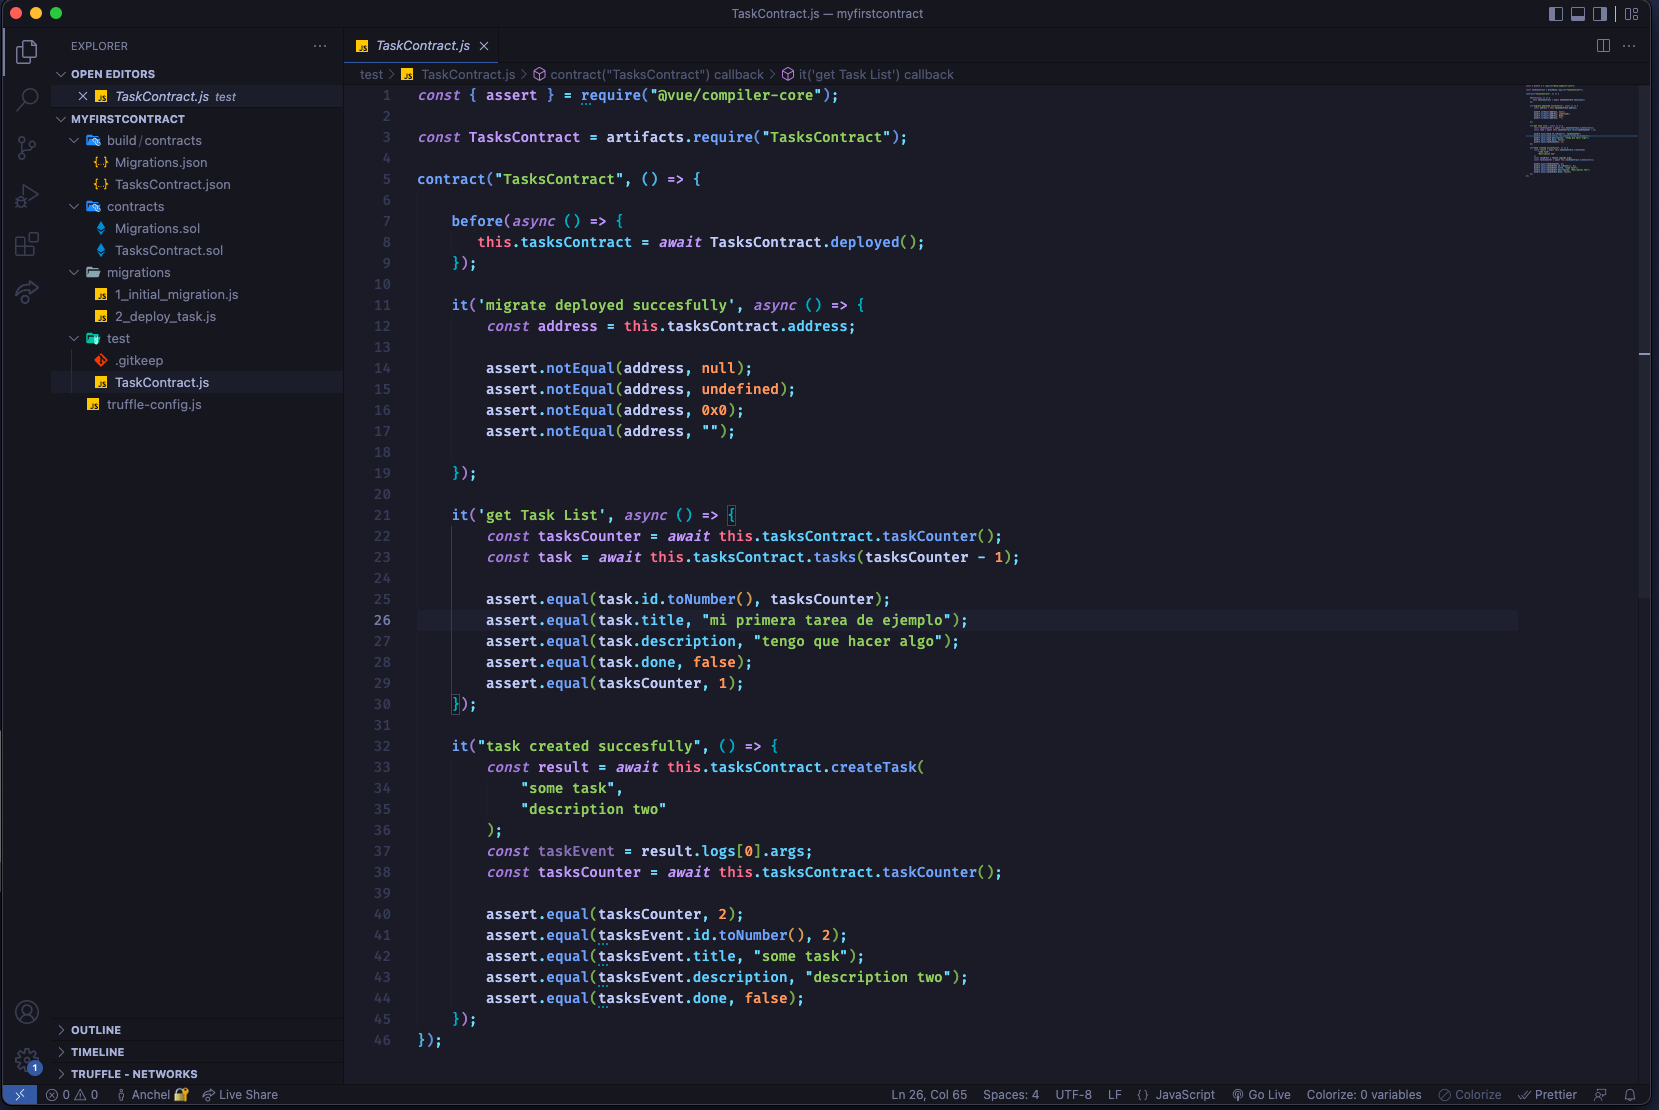 TaskContract.js — myfirstcontract
EXPLORER
OPEN EDITORS
TaskContract.js test
MYFIRSTCONTRACT
build / contracts
Migrations.json
TasksContract.json
contracts
Migrations.sol
TasksContract.sol
migrations
1_initial_migration.js
2_deploy_task.js
test
.gitkeep
TaskContract.js
truffle-config.js
OUTLINE
TIMELINE
TRUFFLE - NETWORKS
TaskContract.js
test > TaskContract.js > contract("TasksContract") callback > it('get Task List') callback
1 const { assert } = require("@vue/compiler-core");
2
3 const TasksContract = artifacts.require("TasksContract");
4
5 contract("TasksContract", () => {
6
7 before(async () => {
8 this.tasksContract = await TasksContract.deployed();
9 });
10
11 it('migrate deployed succesfully', async () => {
12 const address = this.tasksContract.address;
13
14 assert.notEqual(address, null);
15 assert.notEqual(address, undefined);
16 assert.notEqual(address, 0x0);
17 assert.notEqual(address, "");
18
19 });
20
21 it('get Task List', async () => {
22 const tasksCounter = await this.tasksContract.taskCounter();
23 const task = await this.tasksContract.tasks(tasksCounter - 1);
24
25 assert.equal(task.id.toNumber(), tasksCounter);
26 assert.equal(task.title, "mi primera tarea de ejemplo");
27 assert.equal(task.description, "tengo que hacer algo");
28 assert.equal(task.done, false);
29 assert.equal(tasksCounter, 1);
30 });
31
32 it("task created succesfully", () => {
33 const result = await this.tasksContract.createTask(
34 "some task",
35 "description two"
36 );
37 const taskEvent = result.logs[0].args;
38 const tasksCounter = await this.tasksContract.taskCounter();
39
40 assert.equal(tasksCounter, 2);
41 assert.equal(tasksEvent.id.toNumber(), 2);
42 assert.equal(tasksEvent.title, "some task");
43 assert.equal(tasksEvent.description, "description two");
44 assert.equal(tasksEvent.done, false);
45 });
46 });
1
0 0 Anchel Live Share
Ln 26, Col 65 Spaces: 4 UTF-8 LF {} JavaScript Go Live Colorize: 0 variables Colorize Prettier